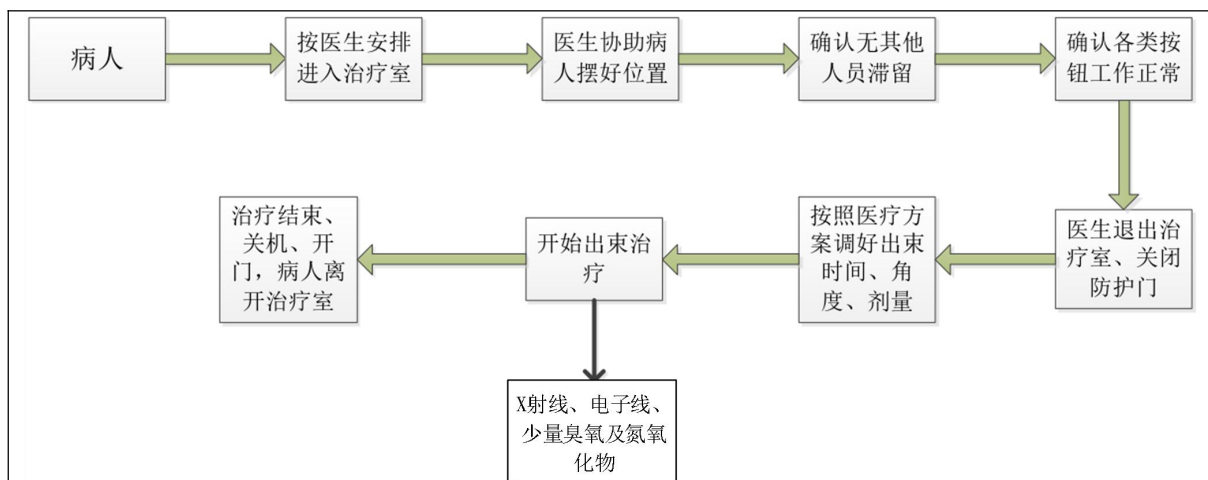 病人
按医生安排
进入治疗室
医生协助病
人摆好位置
确认无其他
人员滞留
确认各类按
钮工作正常
医生退出治
疗室、关闭
防护门
按照医疗方
案调好出束
时间、角
度、剂量
开始出束治
疗
治疗结束、
关机、开
门，病人离
开治疗室
X射线、电子线、
少量臭氧及氮氧
化物